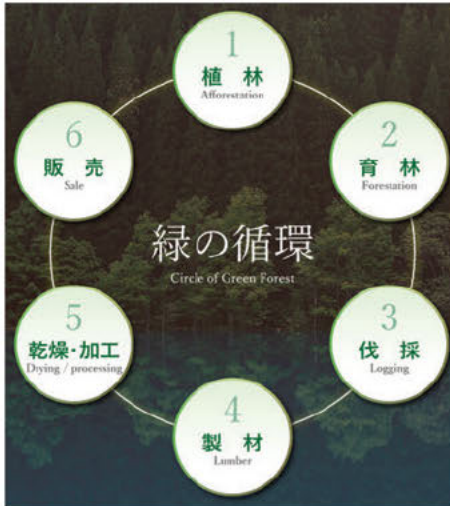 1
植林
Afforestation
2
育林
Forestation
3
伐採
Logging
4
製材
Lumber
5
乾燥・加工
Drying / processing
6
販売
Sale
緑の循環
Circle of Green Forest